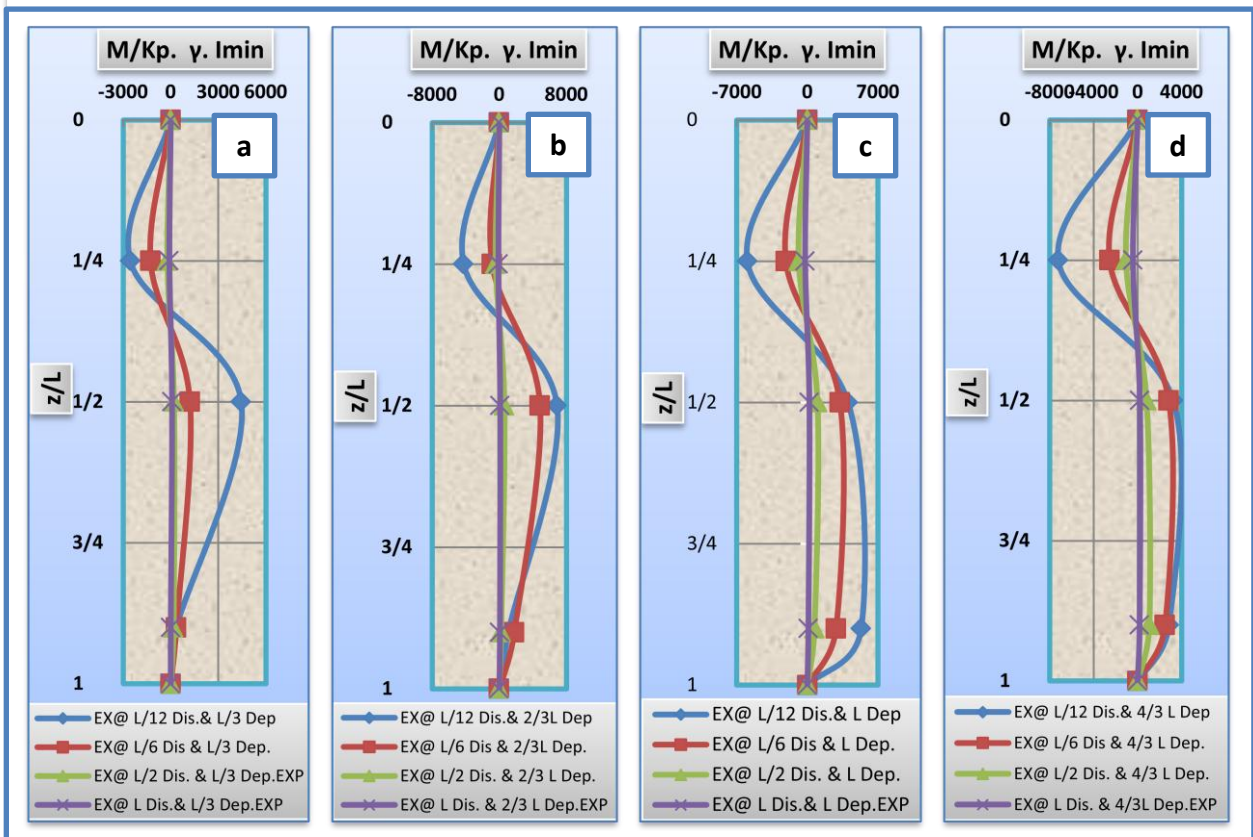 M/Kp. γ. Imin
-3000 0 3000 6000
a
0
1/4
z/L
1/2
3/4
1
EX@ L/12 Dis.& L/3 Dep
EX@ L/6 Dis & L/3 Dep.
EX@ L/2 Dis. & L/3 Dep.EXP
EX@ L Dis.& L/3 Dep.EXP
M/Kp. γ. Imin
-8000 0 8000
b
0
1/4
z/L
1/2
3/4
1
EX@ L/12 Dis.& 2/3L Dep
EX@ L/6 Dis & 2/3L Dep.
EX@ L/2 Dis. & 2/3 L Dep.
EX@ L Dis. & 2/3 L Dep.EXP
M/Kp. γ. Imin
-7000 0 7000
c
0
1/4
z/L
1/2
3/4
1
EX@ L/12 Dis.& L Dep
EX@ L/6 Dis & L Dep.
EX@ L/2 Dis. & L Dep.
EX@ L Dis.& L Dep.EXP
M/Kp. γ. Imin
-8000 -4000 0 4000
d
0
1/4
z/L
1/2
3/4
1
EX@ L/12 Dis.& 4/3 L Dep
EX@ L/6 Dis & 4/3 L Dep.
EX@ L/2 Dis. & 4/3 L Dep.
EX@ L Dis. & 4/3L Dep.EXP